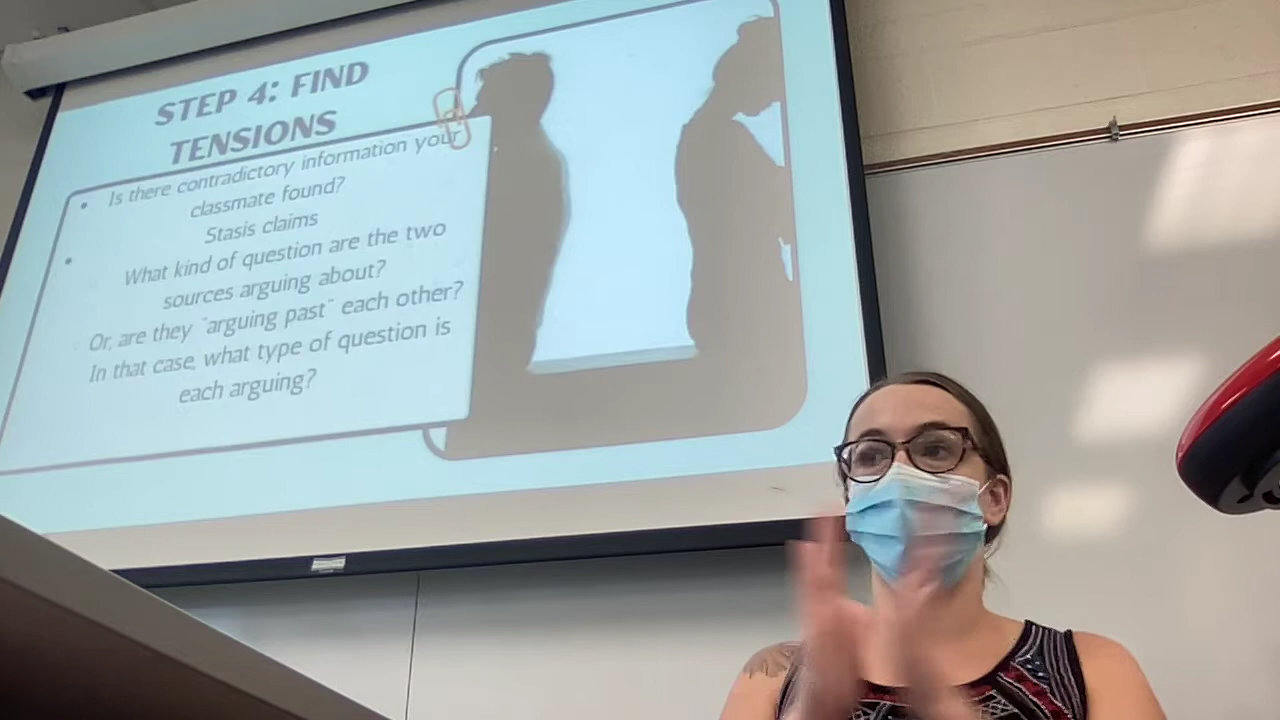 STEP 4: FIND
TENSIONS
• Is there contradictory information your
classmate found?
Stasis claims
• What kind of question are the two
sources arguing about?
Or, are they "arguing past" each other?
In that case, what type of question is
each arguing?